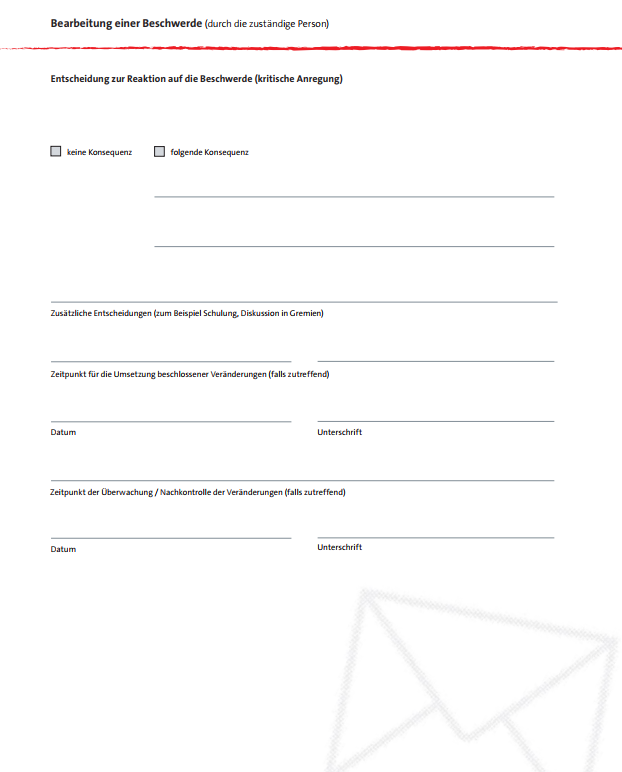 Bearbeitung einer Beschwerde (durch die zuständige Person)
Entscheidung zur Reaktion auf die Beschwerde (kritische Anregung)
keine Konsequenz folgende Konsequenz
Zusätzliche Entscheidungen (zum Beispiel Schulung, Diskussion in Gremien)
Zeitpunkt für die Umsetzung beschlossener Veränderungen (falls zutreffend)
Datum Unterschrift
Zeitpunkt der Überwachung / Nachkontrolle der Veränderungen (falls zutreffend)
Datum Unterschrift